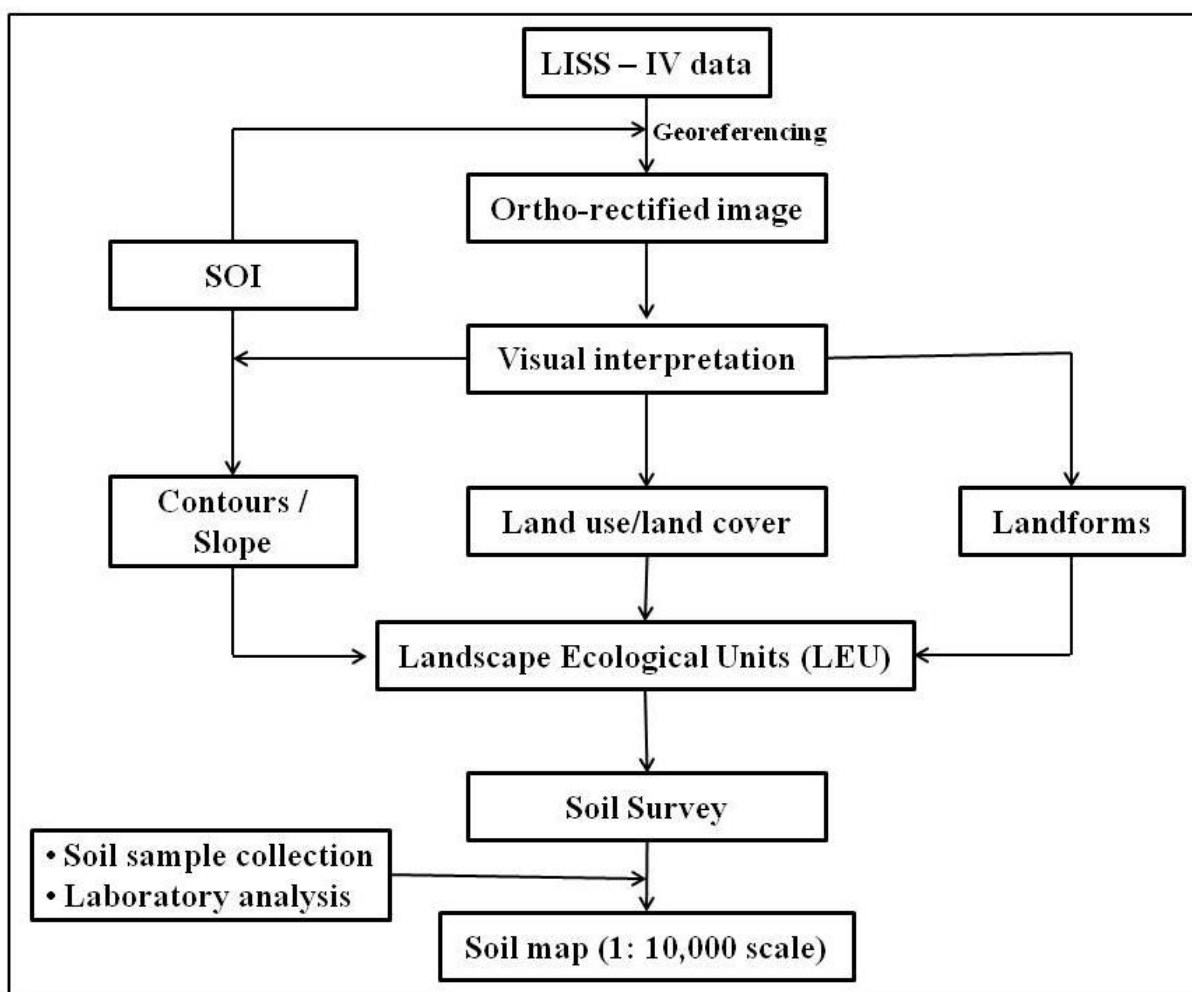 LISS – IV data
Georeferencing
Ortho-rectified image
SOI
Visual interpretation
Contours /
Slope
Land use/land cover
Landforms
Landscape Ecological Units (LEU)
Soil Survey
• Soil sample collection
• Laboratory analysis
Soil map (1: 10,000 scale)